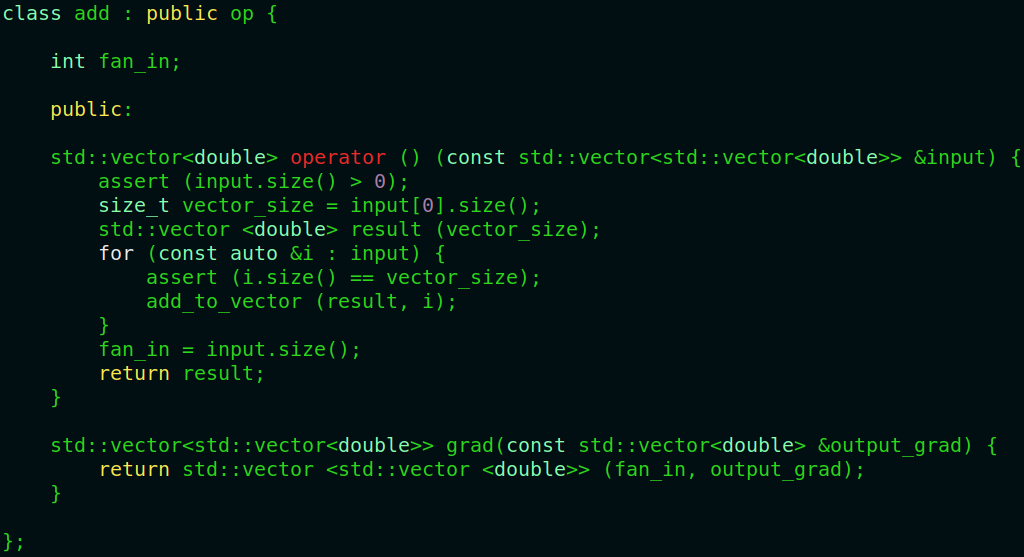 class add : public op {

    int fan_in;

    public:

    std::vector<double> operator () (const std::vector<std::vector<double>> &input) {
        assert (input.size() > 0);
        size_t vector_size = input[0].size();
        std::vector <double> result (vector_size);
        for (const auto &i : input) {
            assert (i.size() == vector_size);
            add_to_vector (result, i);
        }
        fan_in = input.size();
        return result;
    }

    std::vector<std::vector<double>> grad(const std::vector<double> &output_grad) {
        return std::vector <std::vector <double>> (fan_in, output_grad);
    }

};